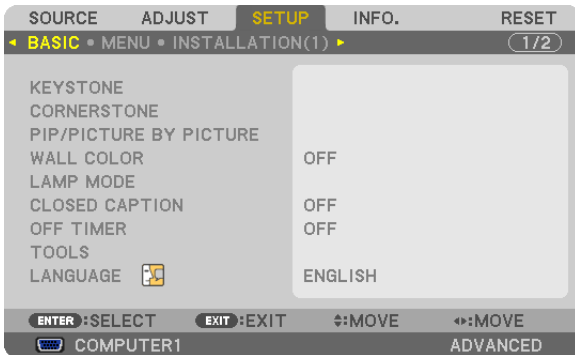 SOURCE ADJUST SETUP INFO. RESET
◂ BASIC • MENU • INSTALLATION(1) ▸ 1/2
KEYSTONE
CORNERSTONE
PIP/PICTURE BY PICTURE
WALL COLOR OFF
LAMP MODE
CLOSED CAPTION OFF
OFF TIMER OFF
TOOLS
LANGUAGE ENGLISH
ENTER :SELECT EXIT :EXIT ♦:MOVE ◂▸:MOVE
COMPUTER1 ADVANCED